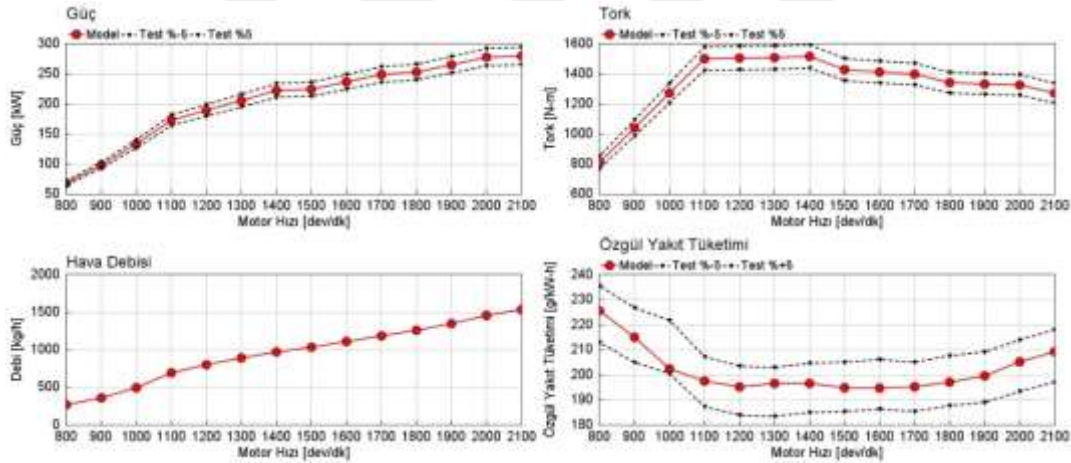 Güç
Model Test %-5 Test %5
Güç [kW]
300
250
200
150
100
50
800 900 1000 1100 1200 1300 1400 1500 1600 1700 1800 1900 2000 2100
Motor Hızı [dev/dk]
Tork
Model Test %-5 Test %5
Tork [N-m]
1600
1400
1200
1000
800
600
800 900 1000 1100 1200 1300 1400 1500 1600 1700 1800 1900 2000 2100
Motor Hızı [dev/dk]
Hava Debisi
Debi [kg/h]
2000
1500
1000
500
0
800 900 1000 1100 1200 1300 1400 1500 1600 1700 1800 1900 2000 2100
Motor Hızı [dev/dk]
Özgül Yakıt Tüketimi
Model Test %-5 Test %+5
Özgül Yakıt Tüketimi [g/kW-h]
240
230
220
210
200
190
180
800 900 1000 1100 1200 1300 1400 1500 1600 1700 1800 1900 2000 2100
Motor Hızı [dev/dk]